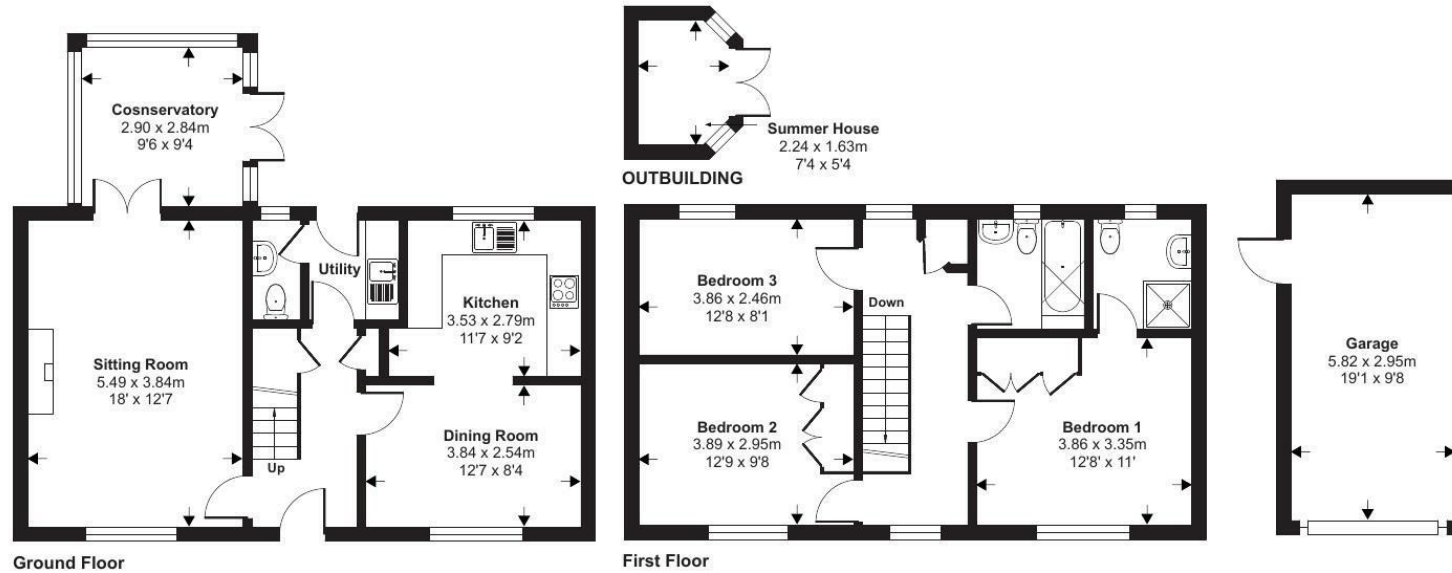 Cosnservatory
2.90 x 2.84m
9'6 x 9'4
Utility
Kitchen
3.53 x 2.79m
11'7 x 9'2
Sitting Room
5.49 x 3.84m
18' x 12'7
Up
Dining Room
3.84 x 2.54m
12'7 x 8'4
Ground Floor
Summer House
2.24 x 1.63m
7'4 x 5'4
OUTBUILDING
Bedroom 3
3.86 x 2.46m
12'8 x 8'1
Down
Bedroom 2
3.89 x 2.95m
12'9 x 9'8
Bedroom 1
3.86 x 3.35m
12'8' x 11'
First Floor
Garage
5.82 x 2.95m
19'1 x 9'8